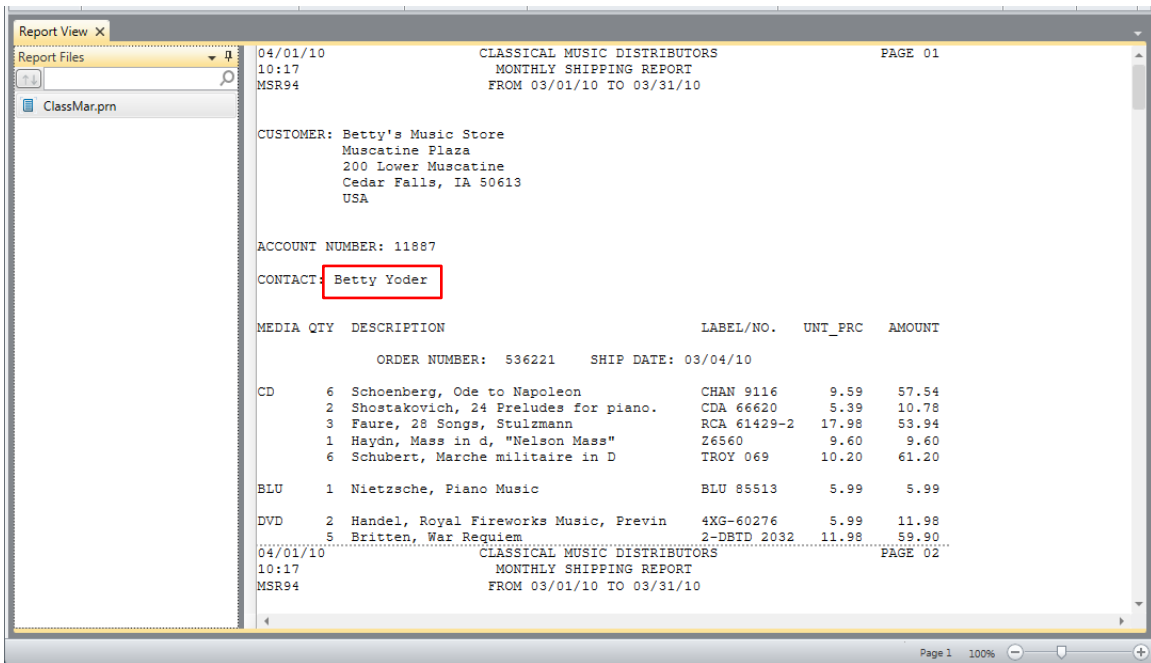 Report View
Report Files
ClassMar.prn
04/01/10 CLASSICAL MUSIC DISTRIBUTORS PAGE 01
10:17 MONTHLY SHIPPING REPORT
MSR94 FROM 03/01/10 TO 03/31/10
CUSTOMER: Betty's Music Store
Muscatine Plaza
200 Lower Muscatine
Cedar Falls, IA 50613
USA
ACCOUNT NUMBER: 11887
CONTACT: Betty Yoder
MEDIA QTY DESCRIPTION LABEL/NO. UNT_PRC AMOUNT
ORDER NUMBER: 536221 SHIP DATE: 03/04/10
CD 6 Schoenberg, Ode to Napoleon CHAN 9116 9.59 57.54
2 Shostakovich, 24 Preludes for piano. CDA 66620 5.39 10.78
3 Faure, 28 Songs, Stulzmann RCA 61429-2 17.98 53.94
1 Haydn, Mass in d, "Nelson Mass" Z6560 9.60 9.60
6 Schubert, Marche militaire in D TROY 069 10.20 61.20
BLU 1 Nietzsche, Piano Music BLU 85513 5.99 5.99
DVD 2 Handel, Royal Fireworks Music, Previn 4XG-60276 5.99 11.98
5 Britten, War Requiem 2-DBTD 2032 11.98 59.90
04/01/10 CLASSICAL MUSIC DISTRIBUTORS PAGE 02
10:17 MONTHLY SHIPPING REPORT
MSR94 FROM 03/01/10 TO 03/31/10
Page 1 100%